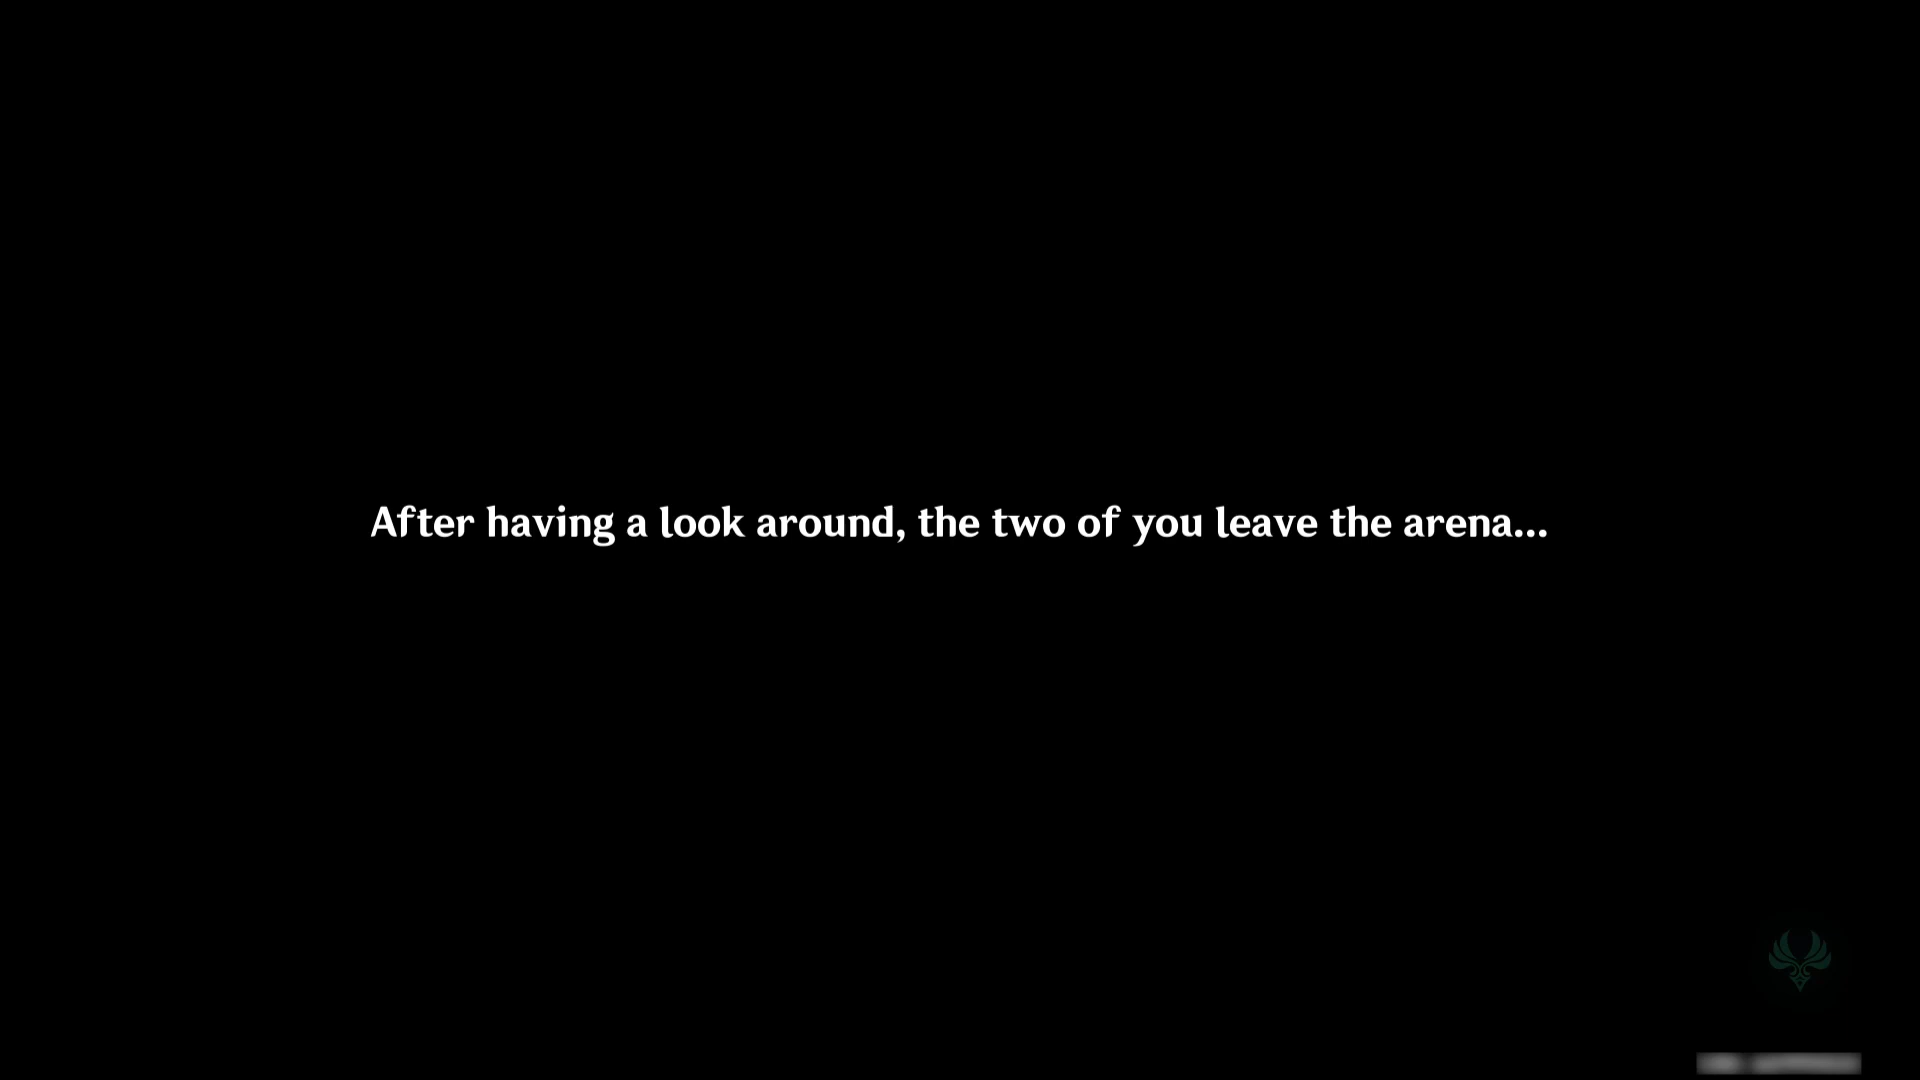 After having a look around, the two of you leave the arena...